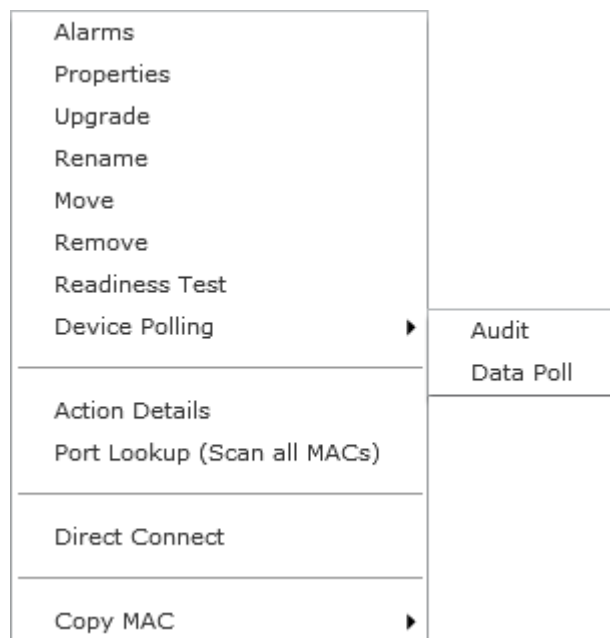 Alarms
Properties
Upgrade
Rename
Move
Remove
Readiness Test
Device Polling
Audit
Data Poll
Action Details
Port Lookup (Scan all MACs)
Direct Connect
Copy MAC